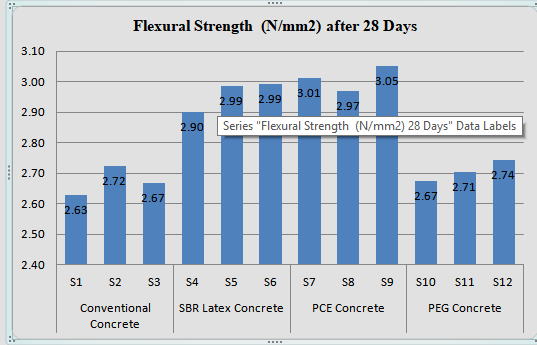 Flexural Strength (N/mm2) after 28 Days
3.10
3.00
2.90
2.80
2.70
2.60
2.50
2.40
2.63
2.72
2.67
2.90
2.99
2.99
3.01
2.97
3.05
2.67
2.71
2.74
Series "Flexural Strength (N/mm2) 28 Days" Data Labels
S1 S2 S3 S4 S5 S6 S7 S8 S9 S10 S11 S12
Conventional Concrete
SBR Latex Concrete
PCE Concrete
PEG Concrete